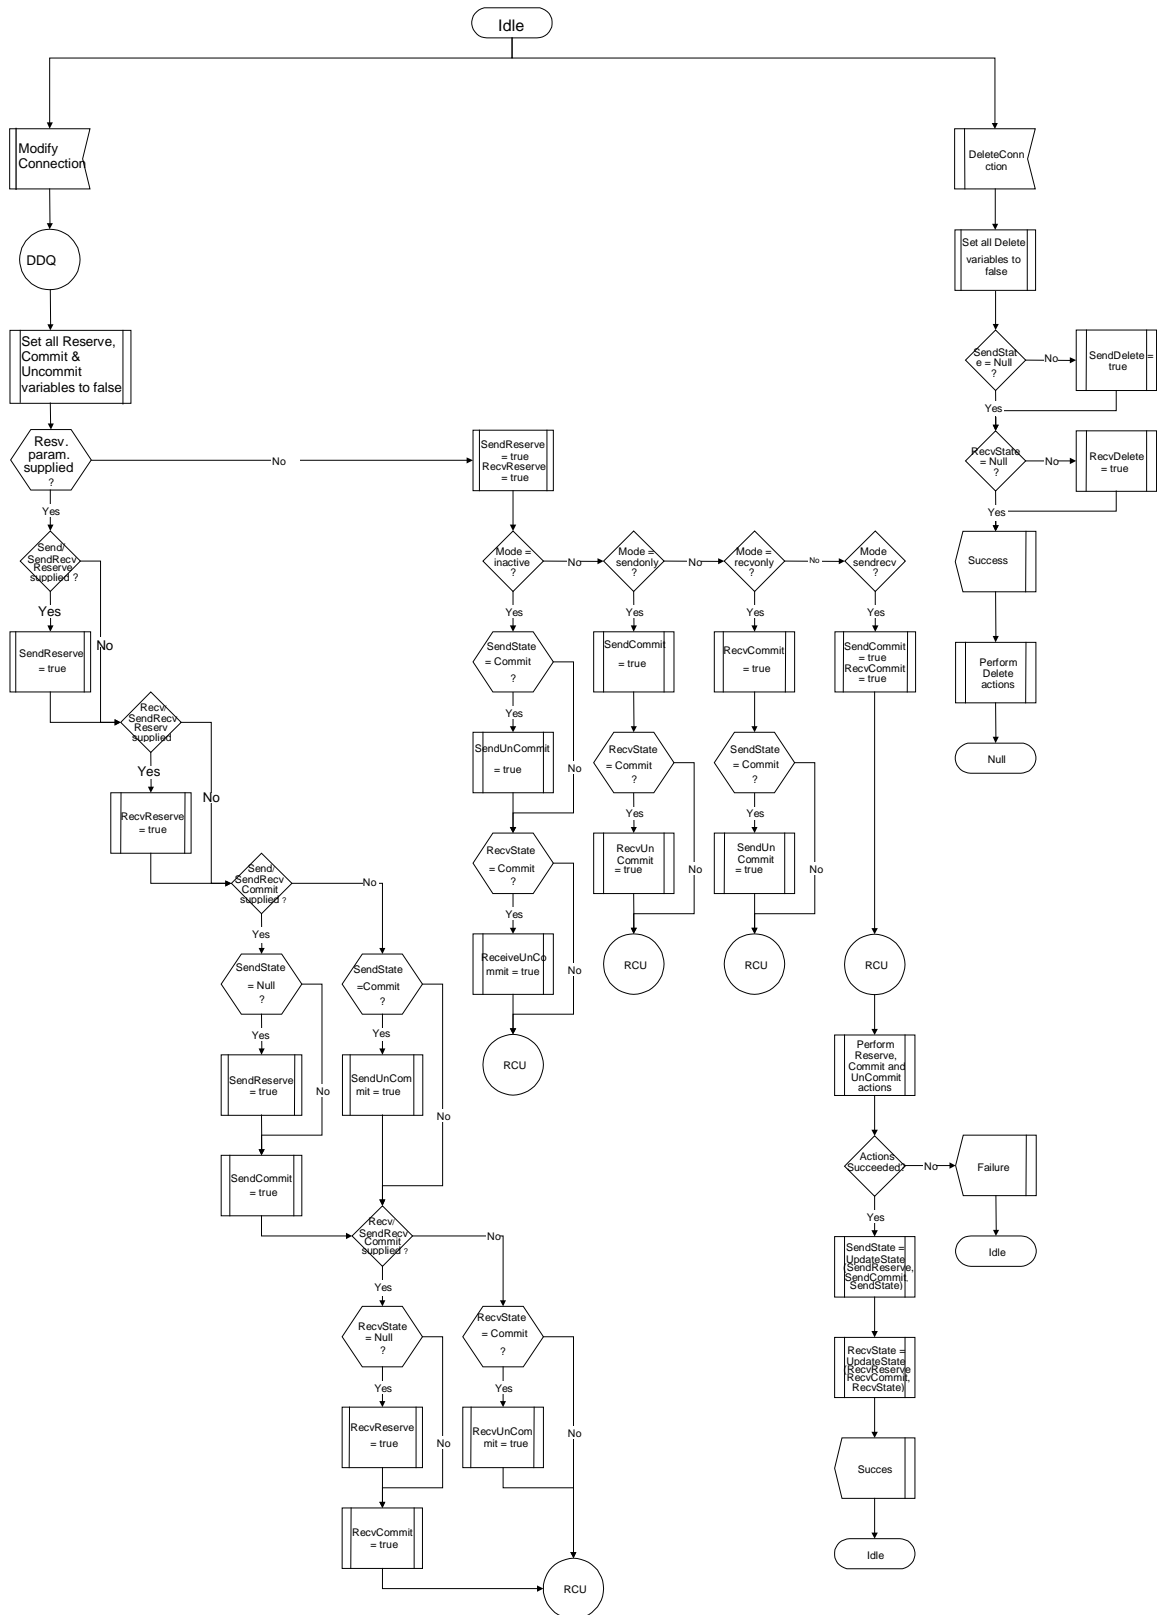 Idle
Modify
Connection
DDQ
Set all Reserve,
Commit &
Uncommit
variables to false
Resv.
param.
supplied
?
No
Yes
Send/
SendRecv
Reserve
supplied ?
Yes
No
SendReserve
= true
Recv/
SendRecv
Reserv
supplied
Yes
No
RecvReserve
= true
Send/
SendRecv
Commit
supplied ?
No
Yes
SendState
= Null
?
Yes
No
SendReserve
= true
SendCommit
= true
SendState
=Commit
?
Yes
No
SendUnCom
mit = true
Recv/
SendRecv
Commit
supplied ?
No
Yes
RecvState
= Null
?
Yes
No
RecvReserve
= true
RecvCommit
= true
RecvState
= Commit
?
Yes
No
RecvUnCom
mit = true
RCU
SendReserve
= true
RecvReserve
= true
Mode =
inactive
?
No
Yes
SendState
= Commit
?
Yes
No
SendUnCommit
= true
RecvState
= Commit
?
Yes
No
ReceiveUnCo
mmit = true
RCU
Mode =
sendonly
?
No
Yes
SendCommit
= true
RecvState
= Commit
?
Yes
No
RecvUn
Commit
= true
RCU
Mode =
recvonly
?
No
Yes
RecvCommit
= true
SendState
= Commit
?
Yes
No
SendUn
Commit
= true
RCU
Mode
sendrecv
?
Yes
SendCommit
= true
RecvCommit
= true
RCU
Perform
Reserve,
Commit and
UnCommit
actions
Actions
Succeeded?
No
Failure
Idle
Yes
SendState =
UpdateState
(SendReserve,
SendCommit,
SendState)
RecvState =
UpdateState
(RecvReserve
RecvCommit,
RecvState)
Succes
Idle
DeleteConn
ction
Set all Delete
variables to
false
SendStat
e = Null
?
No
SendDelete =
true
Yes
RecvState
= Null
?
No
RecvDelete
= true
Yes
Success
Perform
Delete
actions
Null